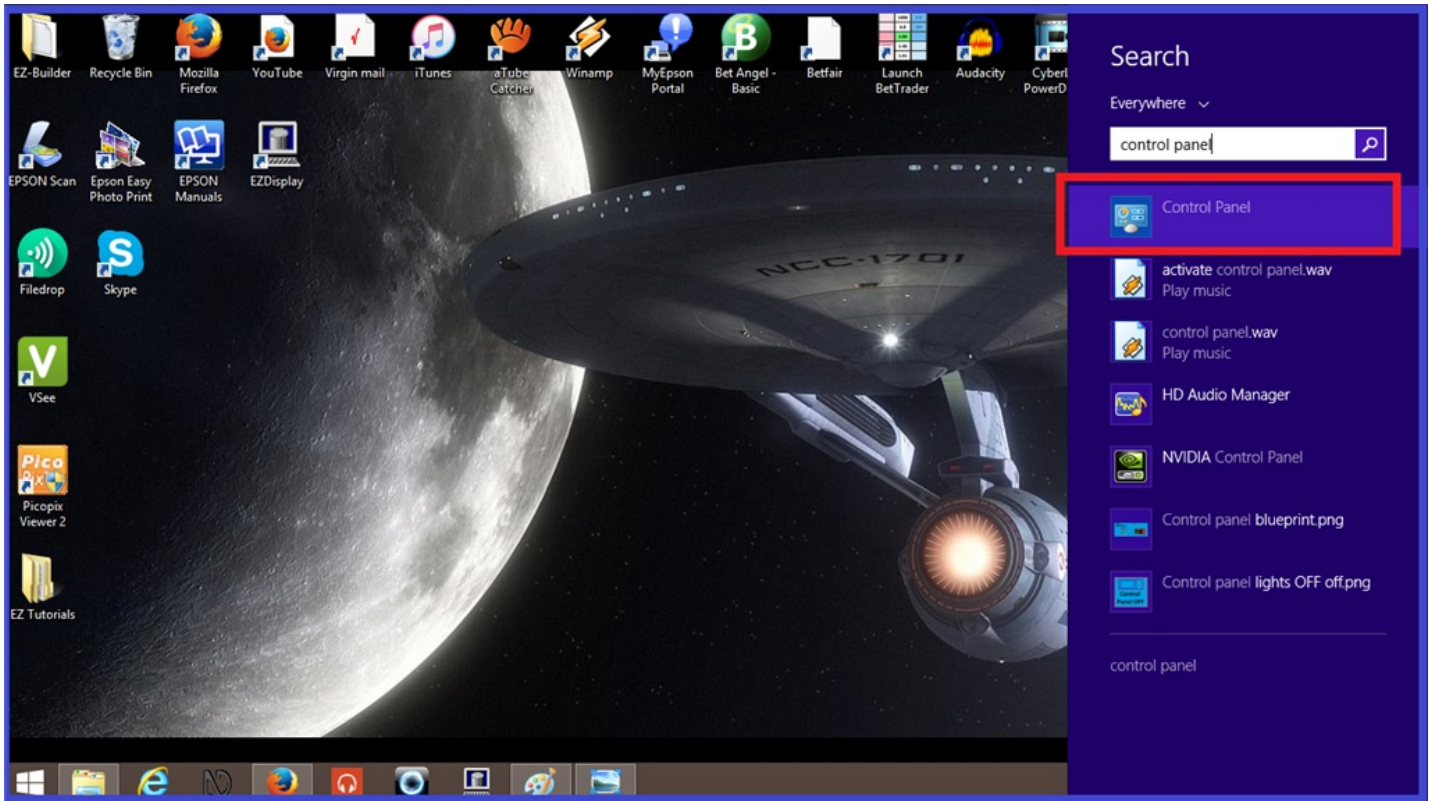 EZ-Builder
Recycle Bin
Mozilla
Firefox
YouTube
Virgin mail
iTunes
aTube
Catcher
Winamp
MyEpson
Portal
Bet Angel -
Basic
Betfair
Launch
BetTrader
Audacity
CyberL
PowerD
EPSON Scan
Epson Easy
Photo Print
EPSON
Manuals
EZDisplay
Filedrop
Skype
VSee
Pico
Pix
Picopix
Viewer 2
EZ Tutorials
NCC-1701
Search
Everywhere
control panel
Control Panel
activate control panel.wav
Play music
control panel.wav
Play music
HD Audio Manager
NVIDIA Control Panel
Control panel blueprint.png
Control panel lights OFF off.png
control panel